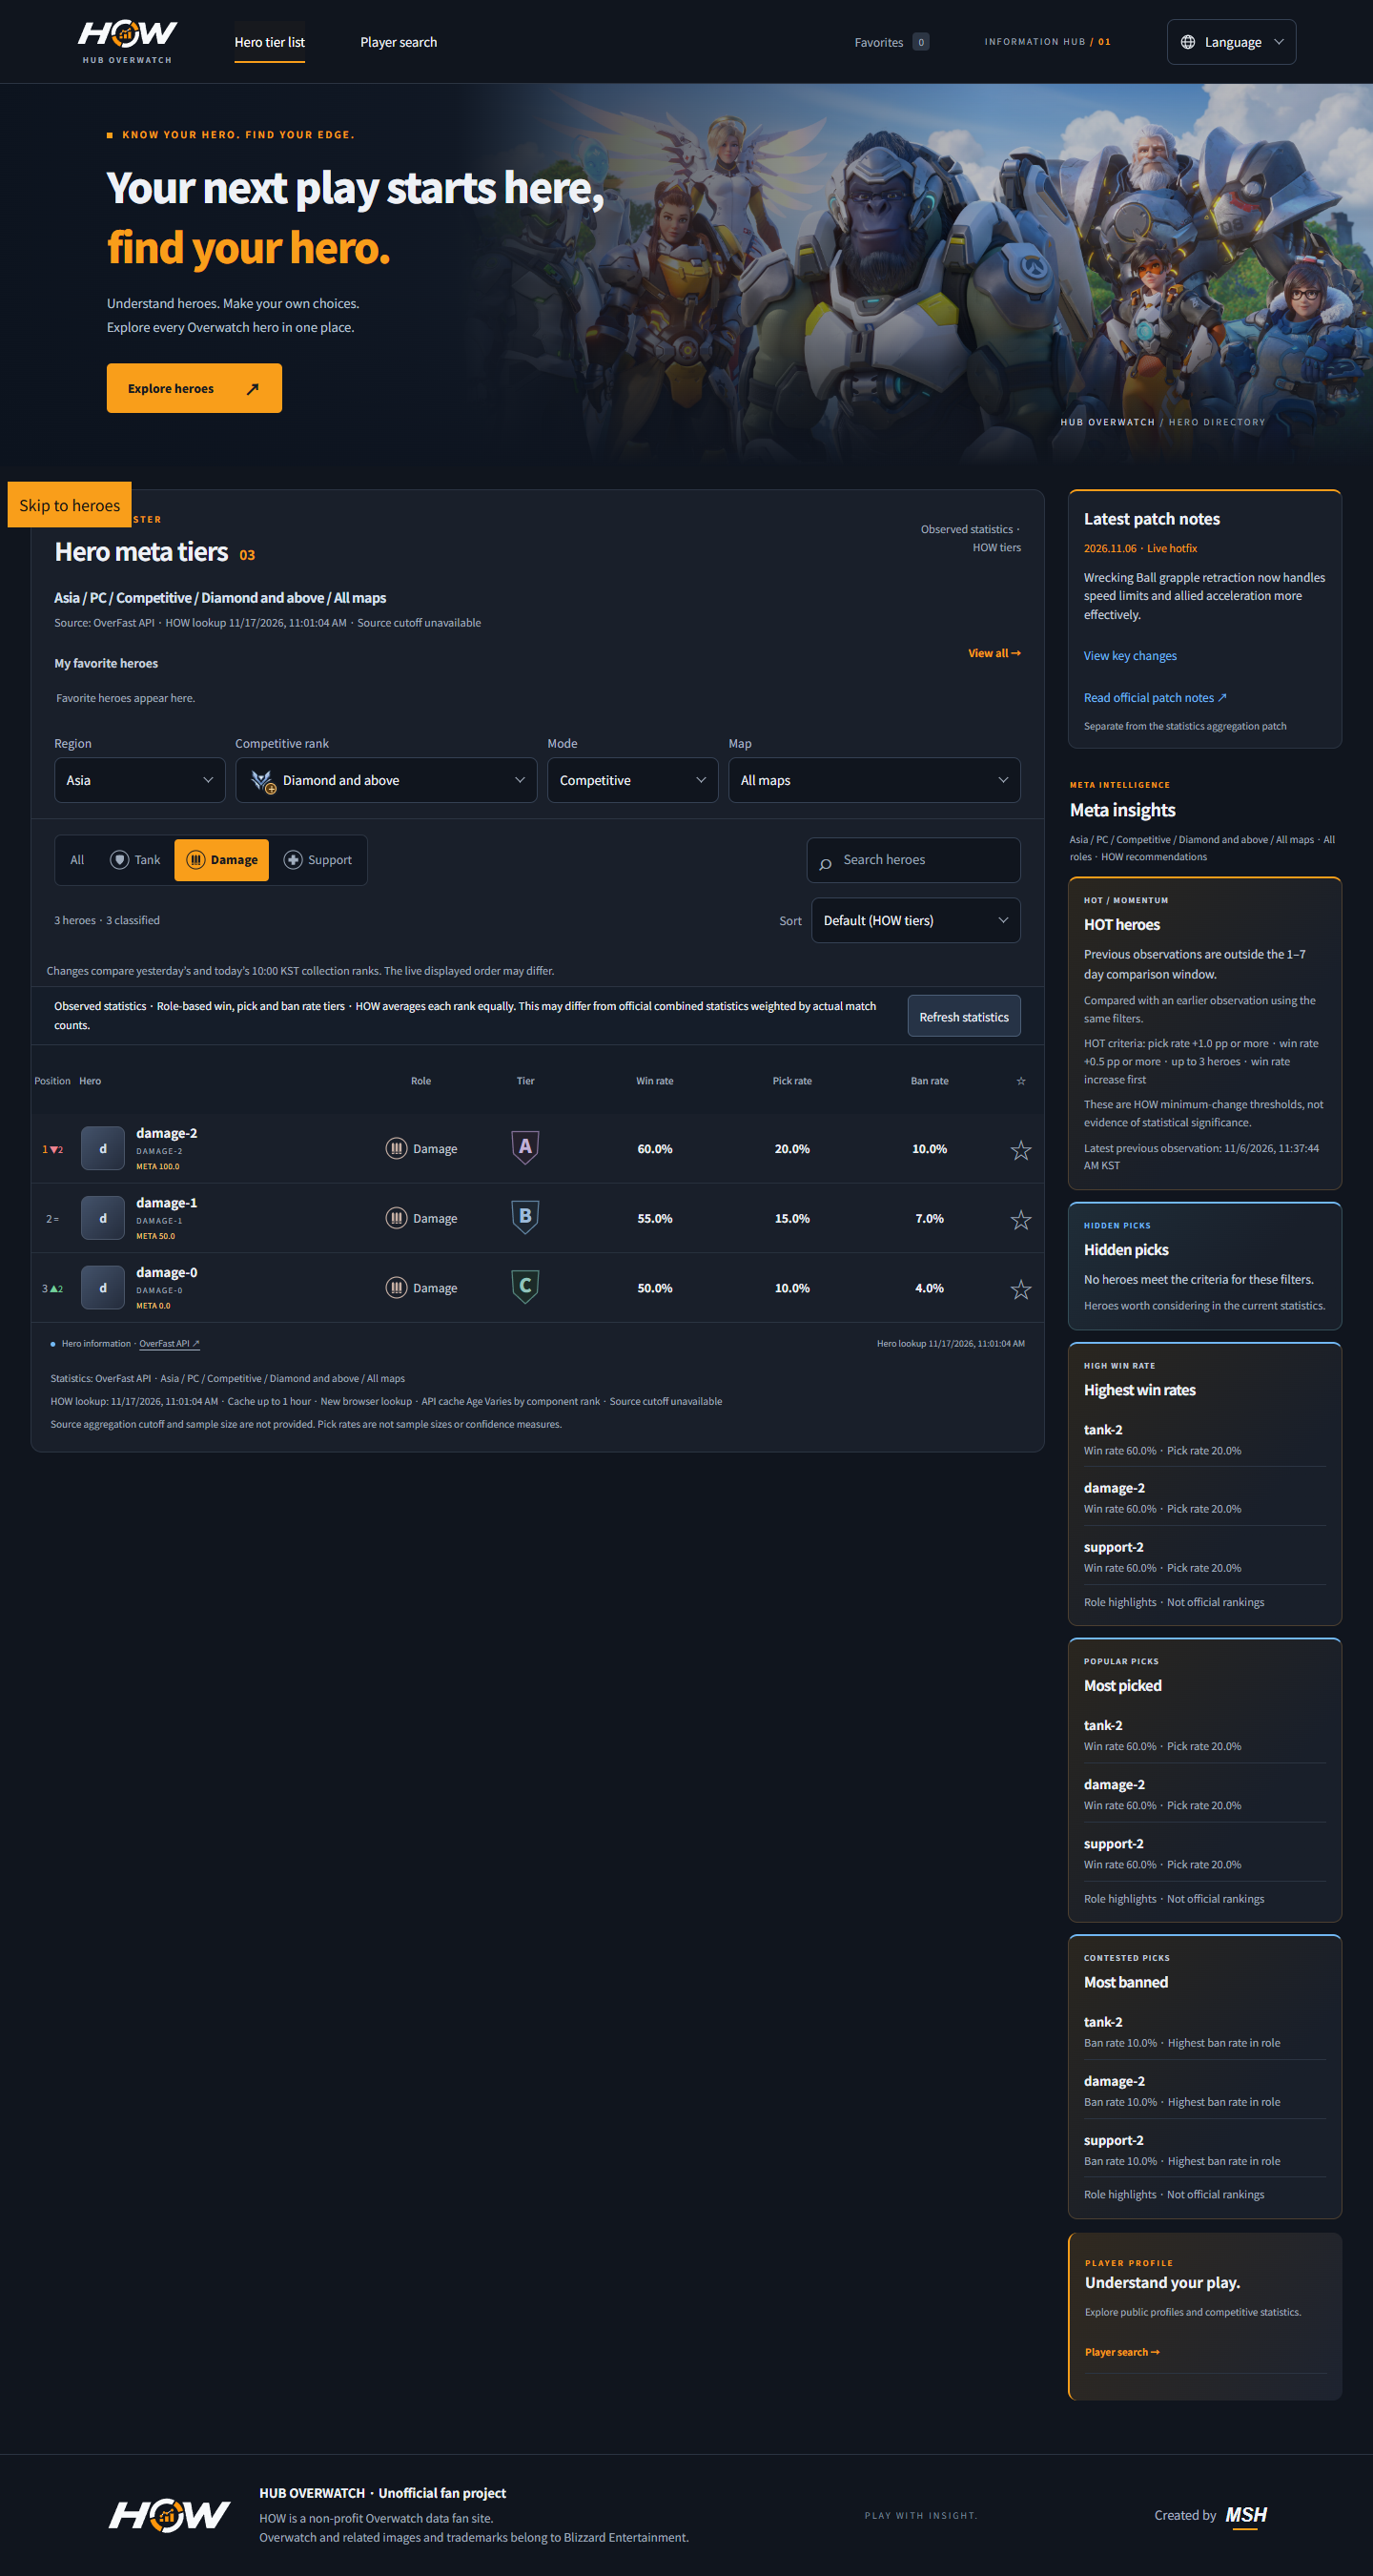 HOW
HUB OVERWATCH
Hero tier list
Player search
Favorites 0
INFORMATION HUB / 01
Language
KNOW YOUR HERO. FIND YOUR EDGE.
Your next play starts here,
find your hero.
Understand heroes. Make your own choices.
Explore every Overwatch hero in one place.
Explore heroes ↗
HUB OVERWATCH / HERO DIRECTORY
Skip to heroes
STER
Hero meta tiers 03
Observed statistics ·
HOW tiers
Asia / PC / Competitive / Diamond and above / All maps
Source: OverFast API · HOW lookup 11/17/2026, 11:01:04 AM · Source cutoff unavailable
My favorite heroes
View all →
Favorite heroes appear here.
Region
Competitive rank
Mode
Map
Asia
Diamond and above
Competitive
All maps
All
Tank
Damage
Support
Search heroes
3 heroes · 3 classified
Sort
Default (HOW tiers)
Changes compare yesterday's and today's 10:00 KST collection ranks. The live displayed order may differ.
Observed statistics · Role-based win, pick and ban rate tiers · HOW averages each rank equally. This may differ from official combined statistics weighted by actual match
counts.
Refresh statistics
Position Hero Role Tier Win rate Pick rate Ban rate ☆
1 ▼2 d damage-2 Damage A 60.0% 20.0% 10.0% ☆
DAMAGE-2
META 100.0
2 = d damage-1 Damage B 55.0% 15.0% 7.0% ☆
DAMAGE-1
META 50.0
3 ▲2 d damage-0 Damage C 50.0% 10.0% 4.0% ☆
DAMAGE-0
META 0.0
Hero information · OverFast API ↗
Hero lookup 11/17/2026, 11:01:04 AM
Statistics: OverFast API · Asia / PC / Competitive / Diamond and above / All maps
HOW lookup: 11/17/2026, 11:01:04 AM · Cache up to 1 hour · New browser lookup · API cache Age Varies by component rank · Source cutoff unavailable
Source aggregation cutoff and sample size are not provided. Pick rates are not sample sizes or confidence measures.
Latest patch notes
2026.11.06 · Live hotfix
Wrecking Ball grapple retraction now handles
speed limits and allied acceleration more
effectively.
View key changes
Read official patch notes ↗
Separate from the statistics aggregation patch
META INTELLIGENCE
Meta insights
Asia / PC / Competitive / Diamond and above / All maps · All
roles · HOW recommendations
HOT / MOMENTUM
HOT heroes
Previous observations are outside the 1–7
day comparison window.
Compared with an earlier observation using the
same filters.
HOT criteria: pick rate +1.0 pp or more · win rate
+0.5 pp or more · up to 3 heroes · win rate
increase first
These are HOW minimum-change thresholds, not
evidence of statistical significance.
Latest previous observation: 11/6/2026, 11:37:44
AM KST
HIDDEN PICKS
Hidden picks
No heroes meet the criteria for these filters.
Heroes worth considering in the current statistics.
HIGH WIN RATE
Highest win rates
tank-2
Win rate 60.0% · Pick rate 20.0%
damage-2
Win rate 60.0% · Pick rate 20.0%
support-2
Win rate 60.0% · Pick rate 20.0%
Role highlights · Not official rankings
POPULAR PICKS
Most picked
tank-2
Win rate 60.0% · Pick rate 20.0%
damage-2
Win rate 60.0% · Pick rate 20.0%
support-2
Win rate 60.0% · Pick rate 20.0%
Role highlights · Not official rankings
CONTESTED PICKS
Most banned
tank-2
Ban rate 10.0% · Highest ban rate in role
damage-2
Ban rate 10.0% · Highest ban rate in role
support-2
Ban rate 10.0% · Highest ban rate in role
Role highlights · Not official rankings
PLAYER PROFILE
Understand your play.
Explore public profiles and competitive statistics.
Player search →
HOW
HUB OVERWATCH · Unofficial fan project
HOW is a non-profit Overwatch data fan site.
Overwatch and related images and trademarks belong to Blizzard Entertainment.
PLAY WITH INSIGHT.
Created by MSH